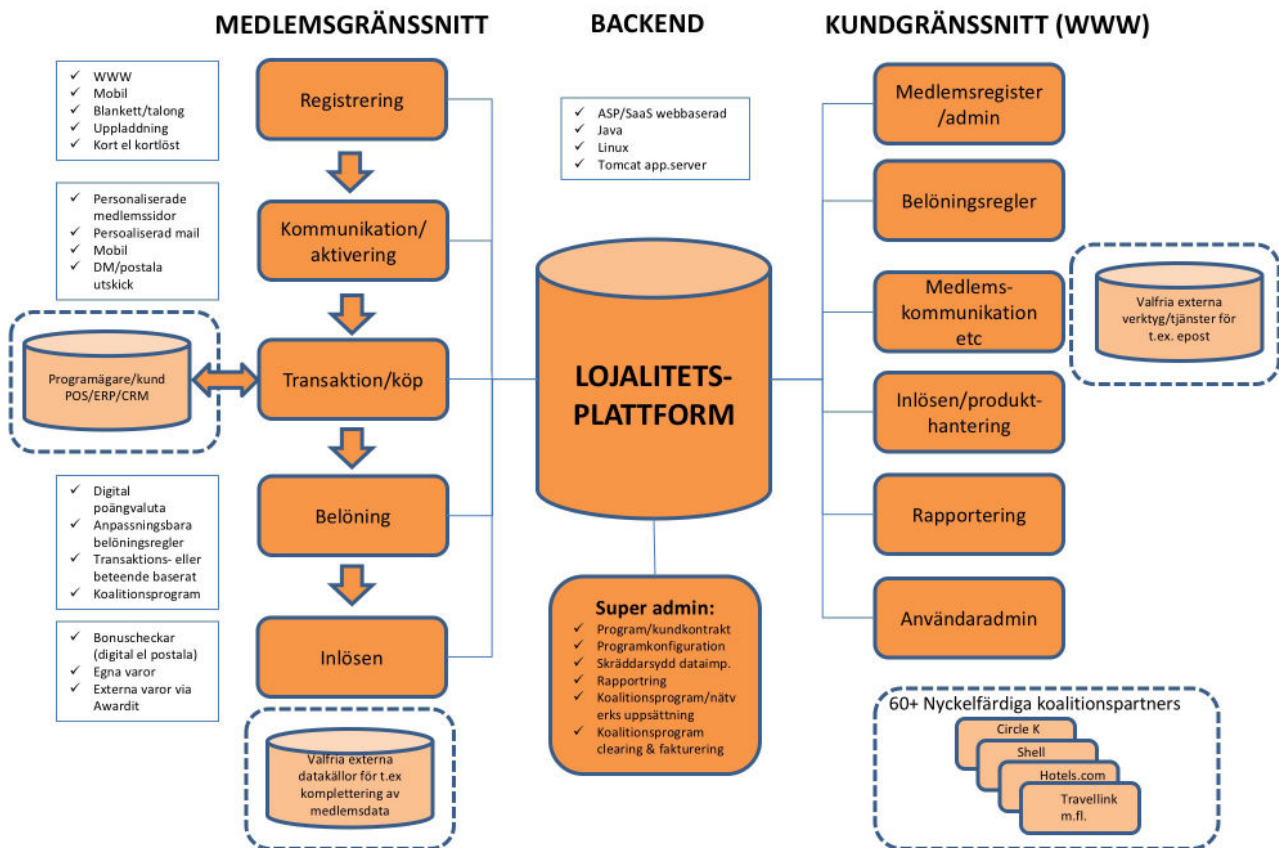 MEDLEMSGRÄNSSNITT
BACKEND
KUNDGRÄNSSNITT (WWW)
✓ WWW
✓ Mobil
✓ Blankett/talong
✓ Uppladdning
✓ Kort el kortlöst
Registrering
✓ Personaliserade
medlemssidor
✓ Persoaliserad mail
✓ Mobil
✓ DM/postala
utskick
Kommunikation/
aktivering
Programägare/kund
POS/ERP/CRM
Transaktion/köp
✓ Digital
poängvaluta
✓ Anpassningsbara
belöningsregler
✓ Transaktions- eller
beteende baserat
✓ Koalitionsprogram
Belöning
✓ Bonuscheckar
(digital el postala)
✓ Egna varor
✓ Externa varor via
Awardit
Inlösen
Valfria externa
datakällor för t.ex
komplettering av
medlemsdata
✓ ASP/SaaS webbaserad
✓ Java
✓ Linux
✓ Tomcat app.server
LOJALITETS-
PLATTFORM
Super admin:
✓ Program/kundkontrakt
✓ Programkonfiguration
✓ Skräddarsydd dataimp.
✓ Rapportring
✓ Koalitionsprogram/nätv
erks uppsättning
✓ Koalitionsprogram
clearing & fakturering
Medlemsregister
/admin
Belöningsregler
Medlems-
kommunikation
etc
Valfria externa
verktyg/tjänster för
t.ex. epost
Inlösen/produkt-
hantering
Rapportering
Användaradmin
60+ Nyckelfärdiga koalitionspartners
Circle K
Shell
Hotels.com
Travellink
m.fl.